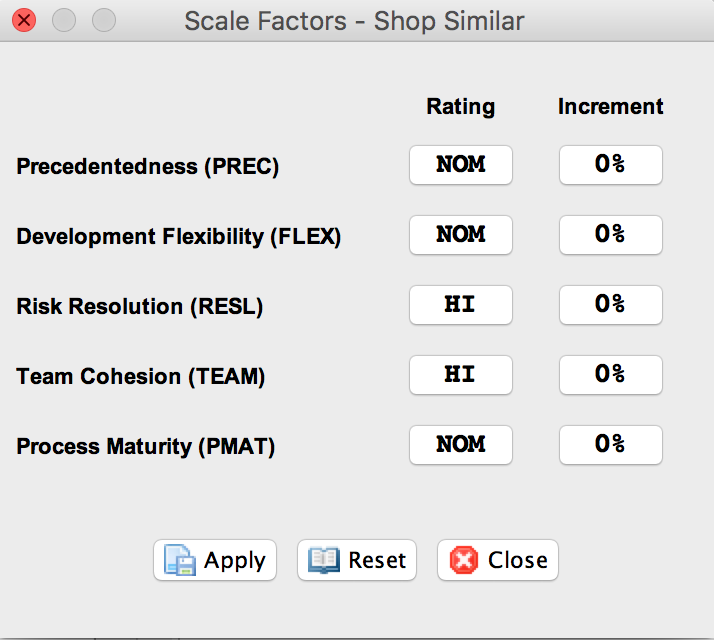 Scale Factors - Shop Similar
Rating Increment
Precedentedness (PREC) NOM 0%
Development Flexibility (FLEX) NOM 0%
Risk Resolution (RESL) HI 0%
Team Cohesion (TEAM) HI 0%
Process Maturity (PMAT) NOM 0%
Apply Reset Close